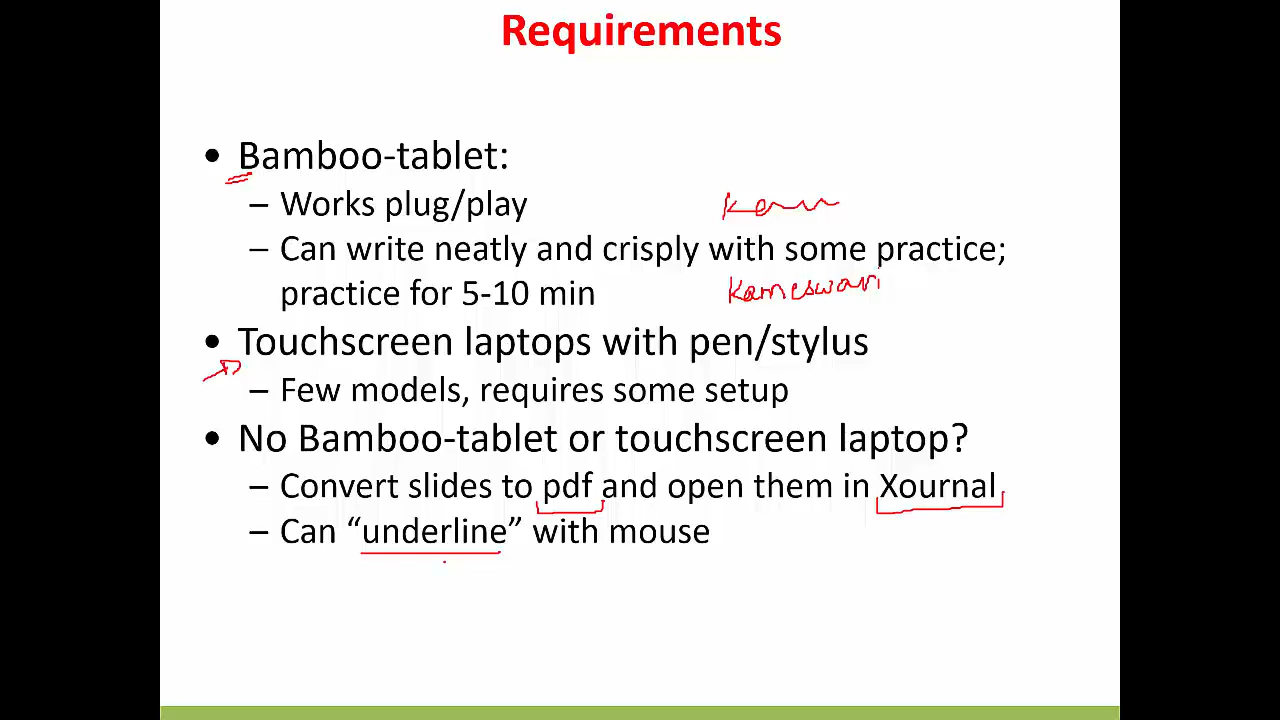 Requirements
• Bamboo-tablet:
– Works plug/play
– Can write neatly and crisply with some practice;
practice for 5-10 min
Kameswari
• Touchscreen laptops with pen/stylus
– Few models, requires some setup
• No Bamboo-tablet or touchscreen laptop?
– Convert slides to pdf and open them in Xournal
– Can “underline” with mouse